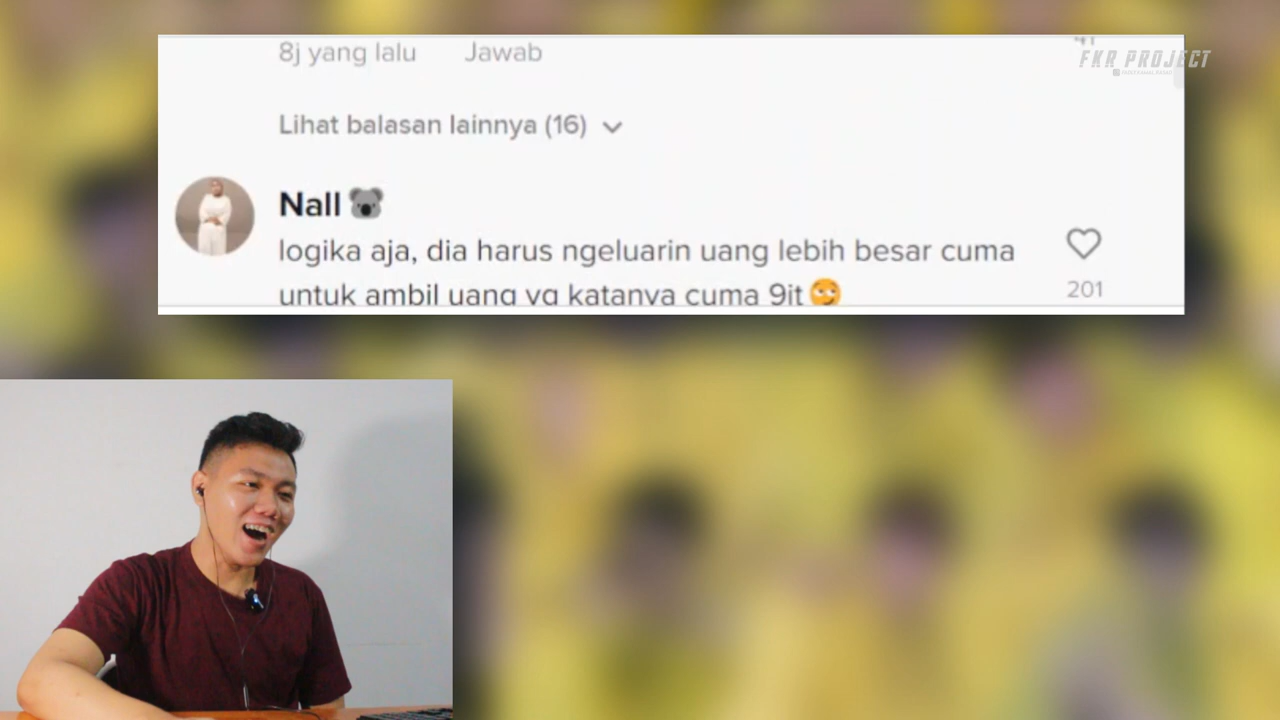 8j yang lalu Jawab
FKR PROJECT
Lihat balasan lainnya (16)
Nall🐨
logika aja, dia harus ngeluarin uang lebih besar cuma
untuk ambil uang yg katanya cuma 9jt🙄
201